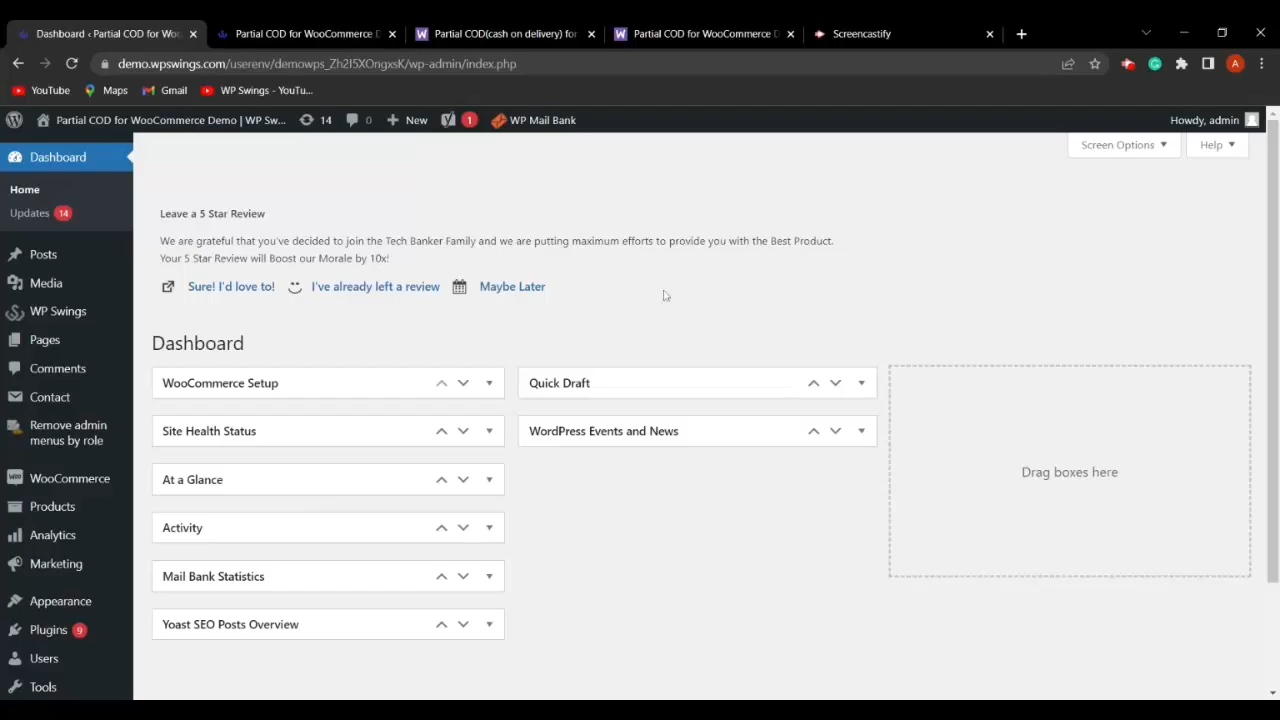 Dashboard ‹ Partial COD for Woo
Partial COD for WooCommerce D
Partial COD(cash on delivery) for
Partial COD for WooCommerce D
Screencastify
demo.wpswings.com/userenv/demowps_Zh2I5XOngxsK/wp-admin/index.php
A
YouTube
Maps
Gmail
WP Swings - YouTu...
Partial COD for WooCommerce Demo | WP Sw...
14
0
New
1
WP Mail Bank
Howdy, admin
Dashboard
Home
Updates 14
Posts
Media
WP Swings
Pages
Comments
Contact
Remove admin
menus by role
WooCommerce
Products
Analytics
Marketing
Appearance
Plugins 9
Users
Tools
Screen Options
Help
Leave a 5 Star Review
We are grateful that you've decided to join the Tech Banker Family and we are putting maximum efforts to provide you with the Best Product.
Your 5 Star Review will Boost our Morale by 10x!
Sure! I'd love to!
I've already left a review
Maybe Later
Dashboard
WooCommerce Setup
Site Health Status
At a Glance
Activity
Mail Bank Statistics
Yoast SEO Posts Overview
Quick Draft
WordPress Events and News
Drag boxes here